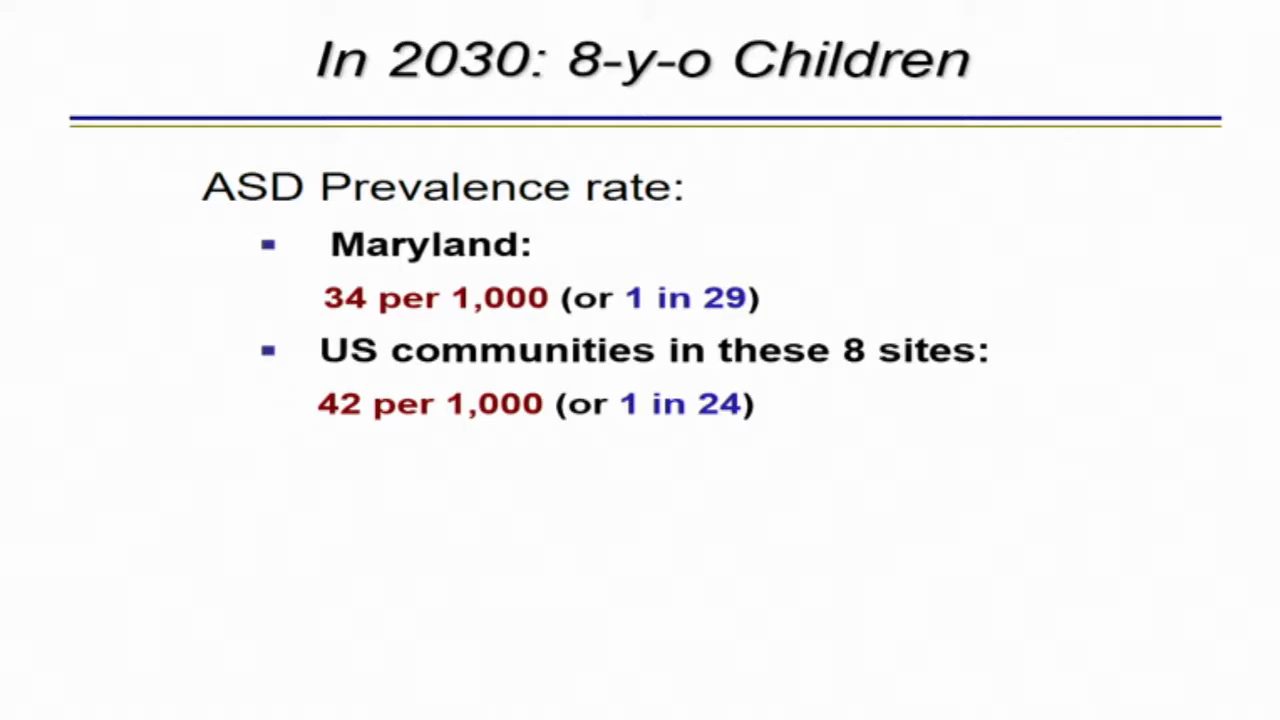 In 2030: 8-y-o Children
ASD Prevalence rate:
Maryland:
34 per 1,000 (or 1 in 29)
US communities in these 8 sites:
42 per 1,000 (or 1 in 24)